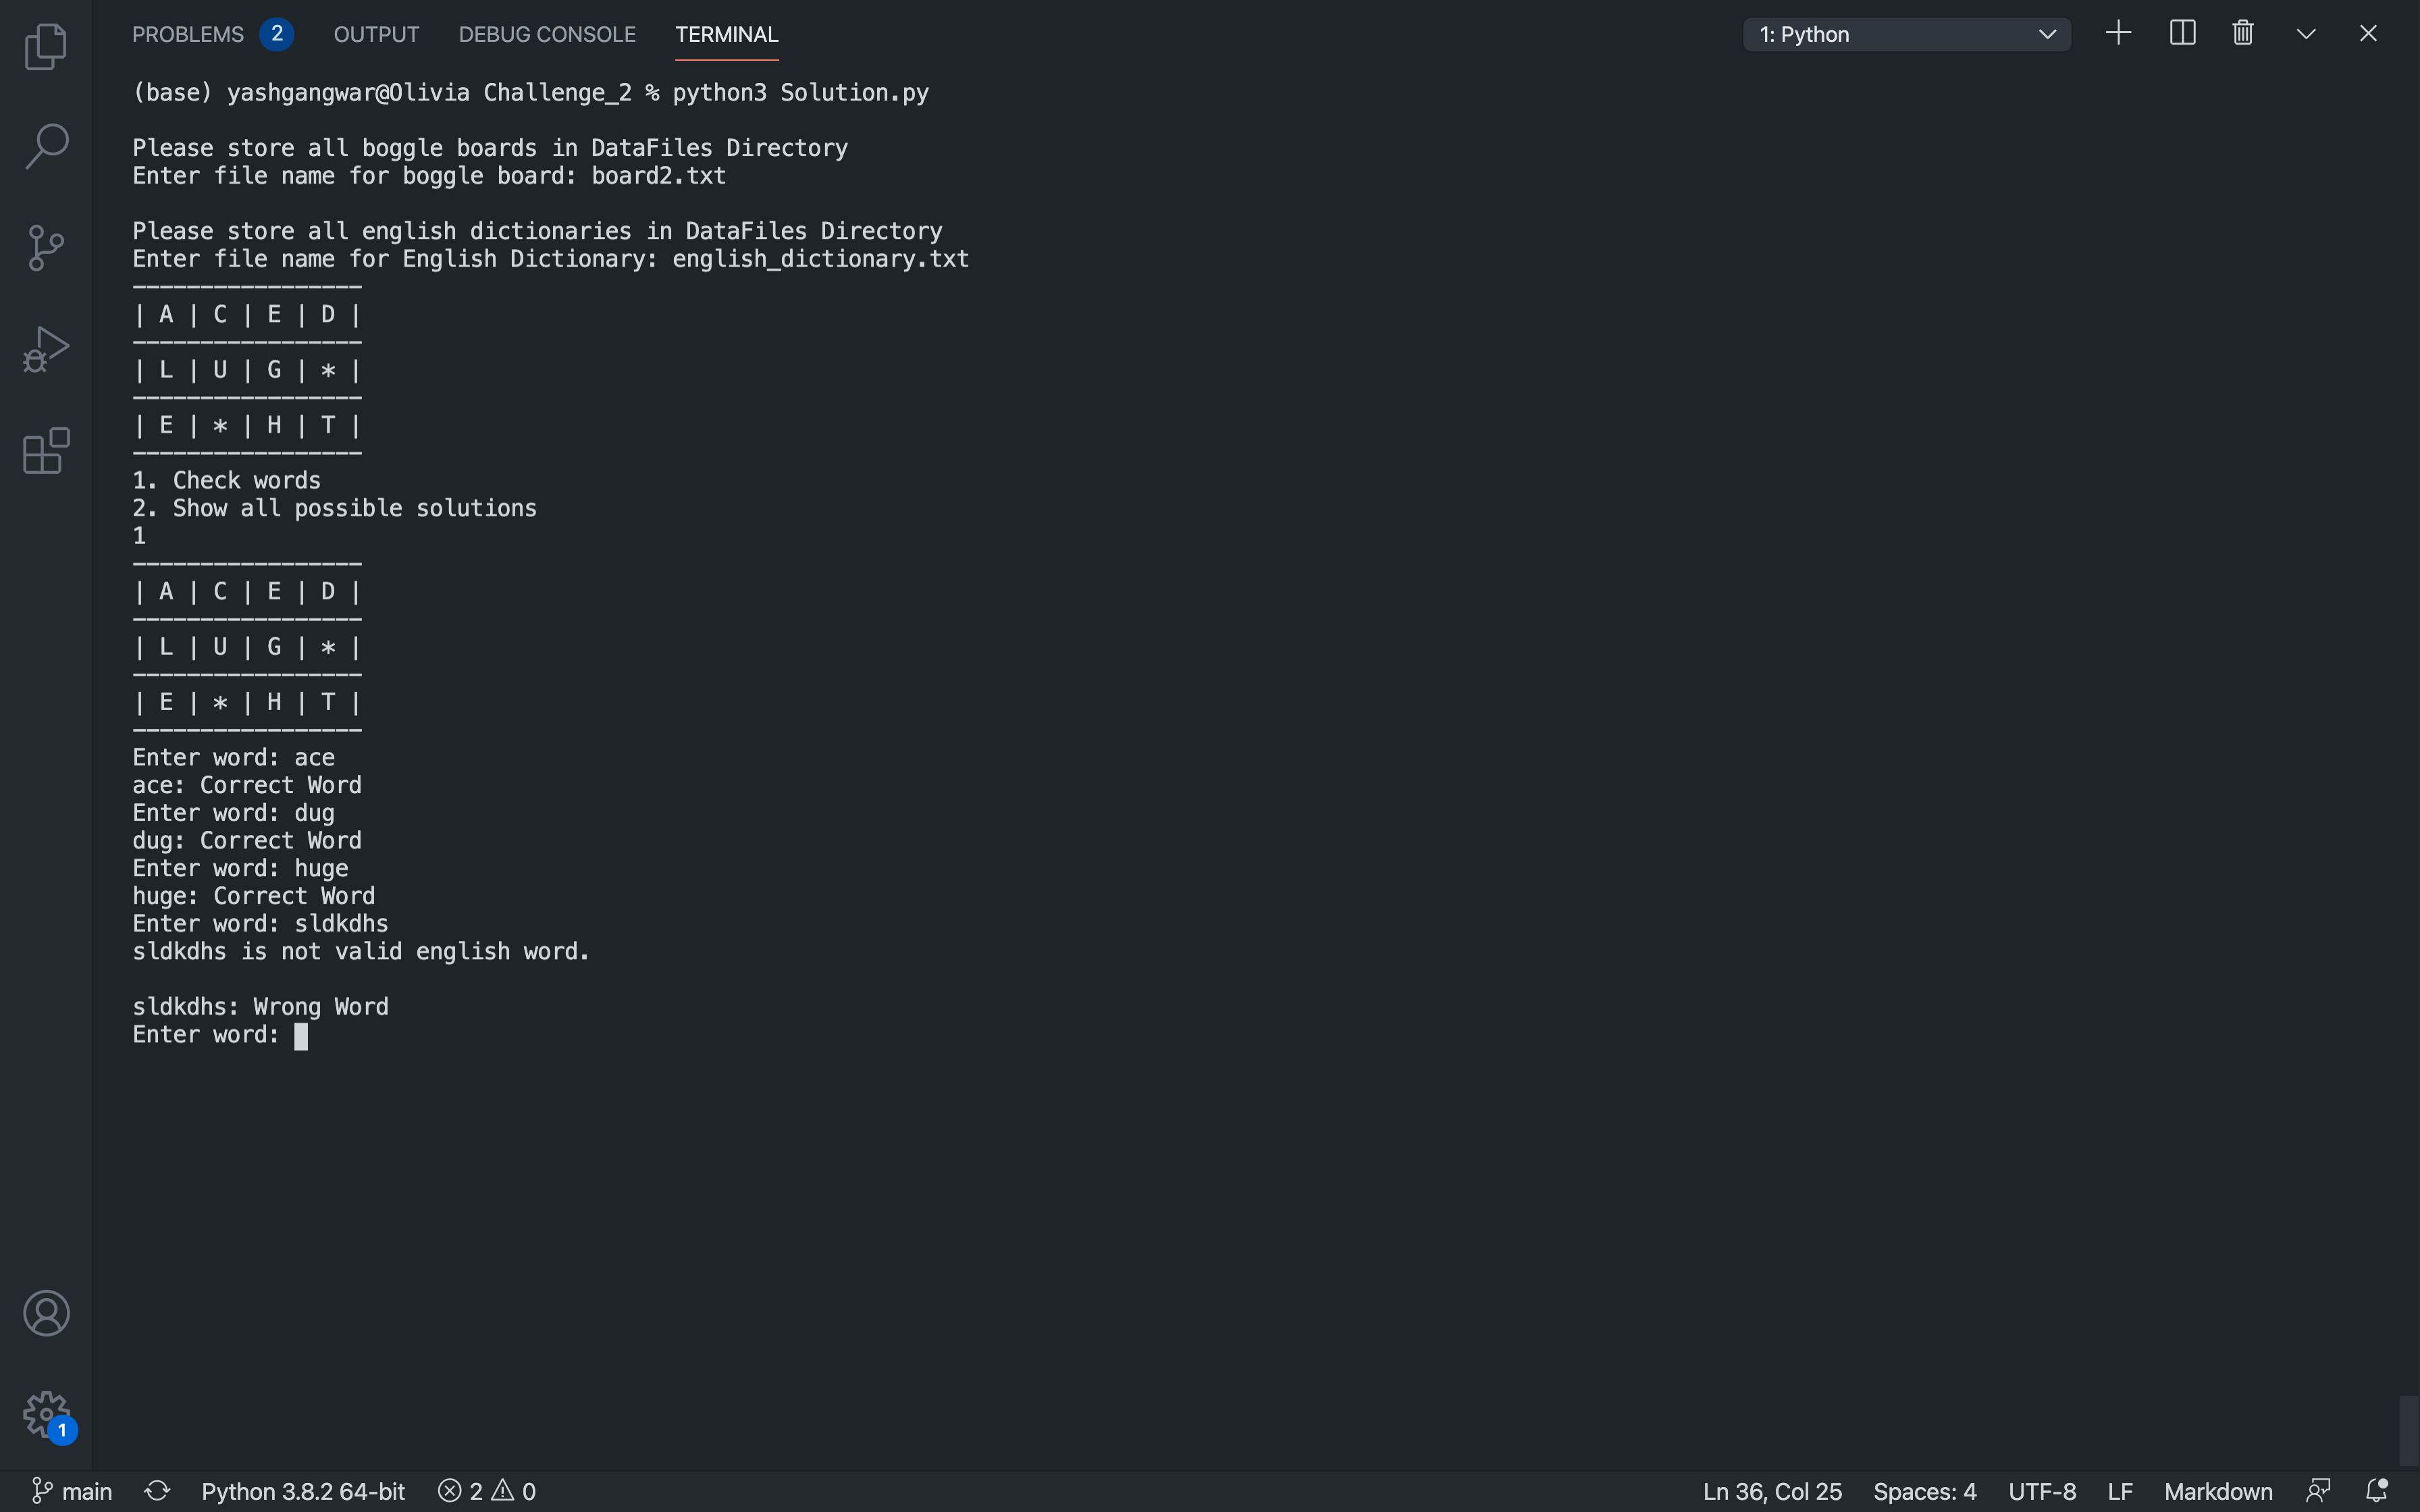 PROBLEMS 2 OUTPUT DEBUG CONSOLE TERMINAL 1: Python
(base) yashgangwar@Olivia Challenge_2 % python3 Solution.py
Please store all boggle boards in DataFiles Directory
Enter file name for boggle board: board2.txt
Please store all english dictionaries in DataFiles Directory
Enter file name for English Dictionary: english_dictionary.txt
-----------------
| A | C | E | D |
-----------------
| L | U | G | * |
-----------------
| E | * | H | T |
-----------------
1. Check words
2. Show all possible solutions
1
-----------------
| A | C | E | D |
-----------------
| L | U | G | * |
-----------------
| E | * | H | T |
-----------------
Enter word: ace
ace: Correct Word
Enter word: dug
dug: Correct Word
Enter word: huge
huge: Correct Word
Enter word: sldkdhs
sldkdhs is not valid english word.
sldkdhs: Wrong Word
Enter word:
1
main Python 3.8.2 64-bit 2 0 Ln 36, Col 25 Spaces: 4 UTF-8 LF Markdown